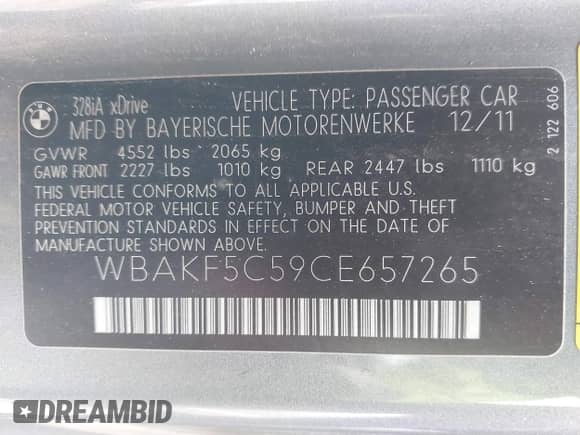 BMW 328iA xDrive VEHICLE TYPE: PASSENGER CAR
MFD BY BAYERISCHE MOTORENWERKE 12/11
GVWR 4552 lbs 2065 kg
GAWR FRONT 2227 lbs 1010 kg REAR 2447 lbs 1110 kg
THIS VEHICLE CONFORMS TO ALL APPLICABLE U.S.
FEDERAL MOTOR VEHICLE SAFETY, BUMPER AND THEFT
PREVENTION STANDARDS IN EFFECT ON THE DATE OF
MANUFACTURE SHOWN ABOVE.
WBAKF5C59CE657265
2 122 606
DREAMBID